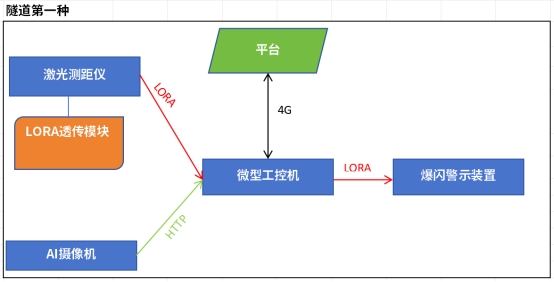 隧道第一种
平台
激光测距仪
LORA
4G
LORA透传模块
微型工控机
LORA
爆闪警示装置
HTTP
AI摄像机